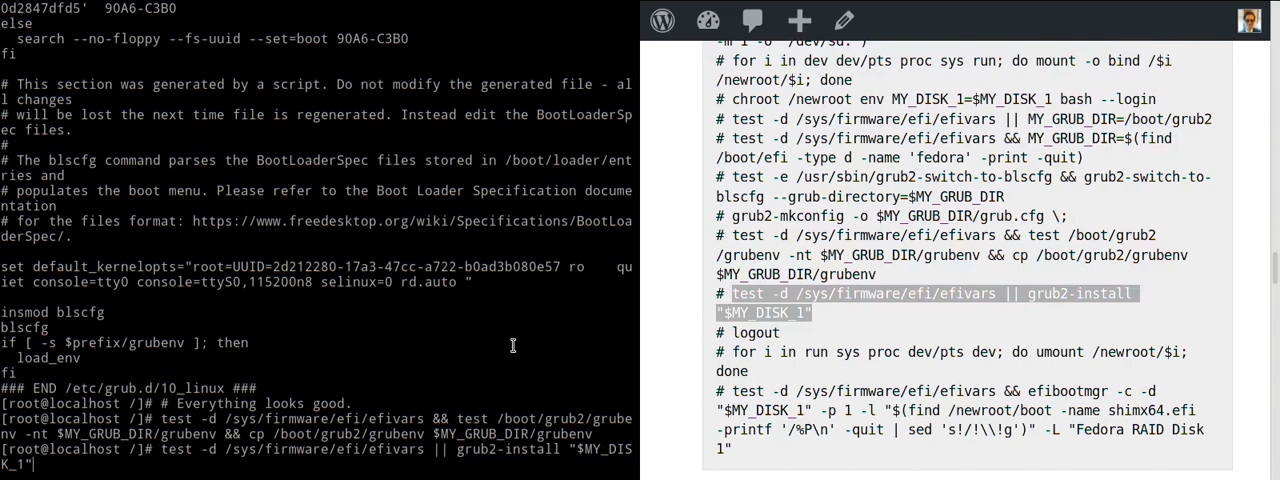 0d2847dfd5'  90A6-C3B0
else
  search --no-floppy --fs-uuid --set=boot 90A6-C3B0
fi
# This section was generated by a script. Do not modify the generated file - al
l changes
# will be lost the next time file is regenerated. Instead edit the BootLoaderSp
ec files.
#
# The blscfg command parses the BootLoaderSpec files stored in /boot/loader/ent
ries and
# populates the boot menu. Please refer to the Boot Loader Specification docume
ntation
# for the files format: https://www.freedesktop.org/wiki/Specifications/BootLoa
derSpec/.
set default_kernelopts="root=UUID=2d212280-17a3-47cc-a722-b0ad3b080e57 ro    qu
iet console=tty0 console=ttyS0,115200n8 selinux=0 rd.auto "
insmod blscfg
blscfg
if [ -s $prefix/grubenv ]; then
  load_env
fi
### END /etc/grub.d/10_linux ###
[root@localhost /]# # Everything looks good.
[root@localhost /]# test -d /sys/firmware/efi/efivars && test /boot/grub2/grube
nv -nt $MY_GRUB_DIR/grubenv && cp /boot/grub2/grubenv $MY_GRUB_DIR/grubenv
[root@localhost /]# test -d /sys/firmware/efi/efivars || grub2-install "$MY_DIS
K_1"
# for i in dev dev/pts proc sys run; do mount -o bind /$i
/newroot/$i; done
# chroot /newroot env MY_DISK_1=$MY_DISK_1 bash --login
# test -d /sys/firmware/efi/efivars || MY_GRUB_DIR=/boot/grub2
# test -d /sys/firmware/efi/efivars && MY_GRUB_DIR=$(find
/boot/efi -type d -name 'fedora' -print -quit)
# test -e /usr/sbin/grub2-switch-to-blscfg && grub2-switch-to-
blscfg --grub-directory=$MY_GRUB_DIR
# grub2-mkconfig -o $MY_GRUB_DIR/grub.cfg \;
# test -d /sys/firmware/efi/efivars && test /boot/grub2
/grubenv -nt $MY_GRUB_DIR/grubenv && cp /boot/grub2/grubenv
$MY_GRUB_DIR/grubenv
# test -d /sys/firmware/efi/efivars || grub2-install
"$MY_DISK_1"
# logout
# for i in run sys proc dev/pts dev; do umount /newroot/$i;
done
# test -d /sys/firmware/efi/efivars && efibootmgr -c -d
"$MY_DISK_1" -p 1 -l "$(find /newroot/boot -name shimx64.efi
-printf '/%P\n' -quit | sed 's!/!\\!g')" -L "Fedora RAID Disk
1"